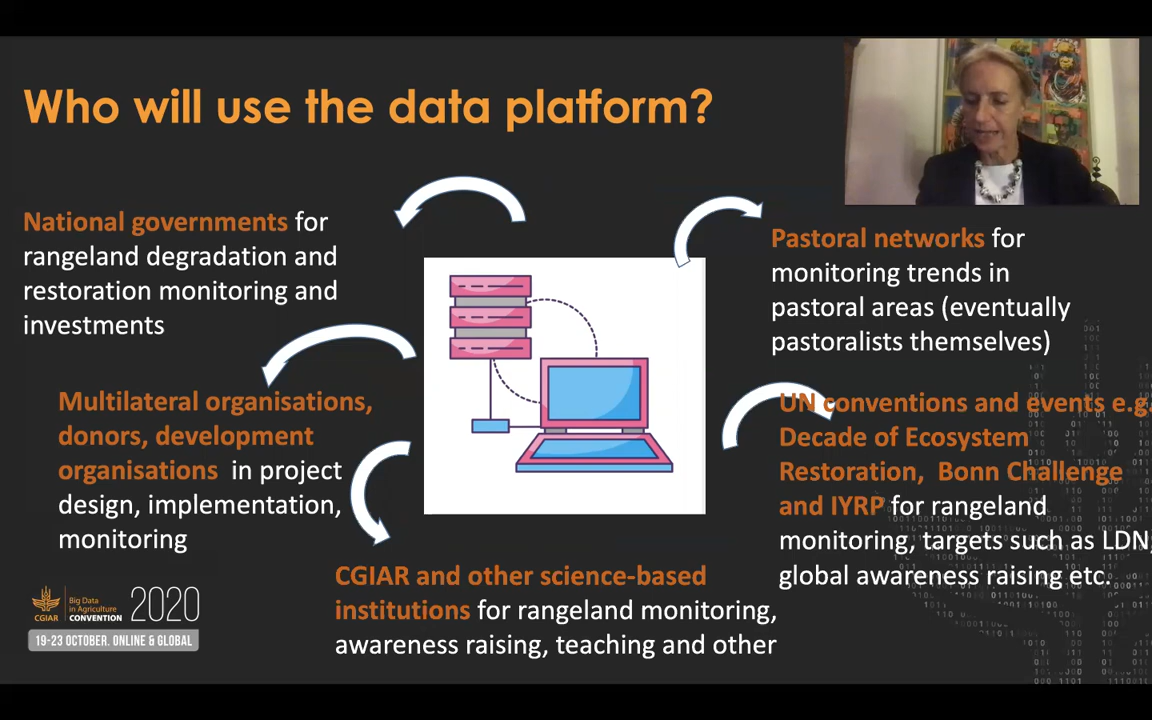 Who will use the data platform?
National governments for
rangeland degradation and
restoration monitoring and
investments
Multilateral organisations,
donors, development
organisations in project
design, implementation,
monitoring
CGIAR and other science-based
institutions for rangeland monitoring,
awareness raising, teaching and other
Pastoral networks for
monitoring trends in
pastoral areas (eventually
pastoralists themselves)
UN conventions and events e.g.
Decade of Ecosystem
Restoration, Bonn Challenge
and IYRP for rangeland
monitoring, targets such as LDN,
global awareness raising etc.
CGIAR
Big Data
in Agriculture
CONVENTION
2020
19-23 OCTOBER. ONLINE & GLOBAL